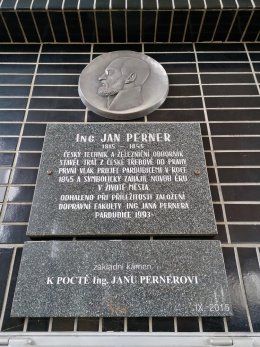 Ing. JAN PERNER
1815 – 1845
ČESKÝ TECHNIK A ŽELEZNIČNÍ ODBORNÍK
STAVĚL TRAŤ Z ČESKÉ TŘEBOVÉ DO PRAHY
PRVNÍ VLAK PROJEL PARDUBICEMI V ROCE
1845 A SYMBOLICKY ZAHÁJIL NOVOU ÉRU
V ŽIVOTĚ MĚSTA.
ODHALENO PŘI PŘÍLEŽITOSTI ZALOŽENÍ
DOPRAVNÍ FAKULTY ING. JANA PERNERA
PARDUBICE 1993
základní kámen
K POCTĚ Ing. JANU PERNEROVI
IX.2015